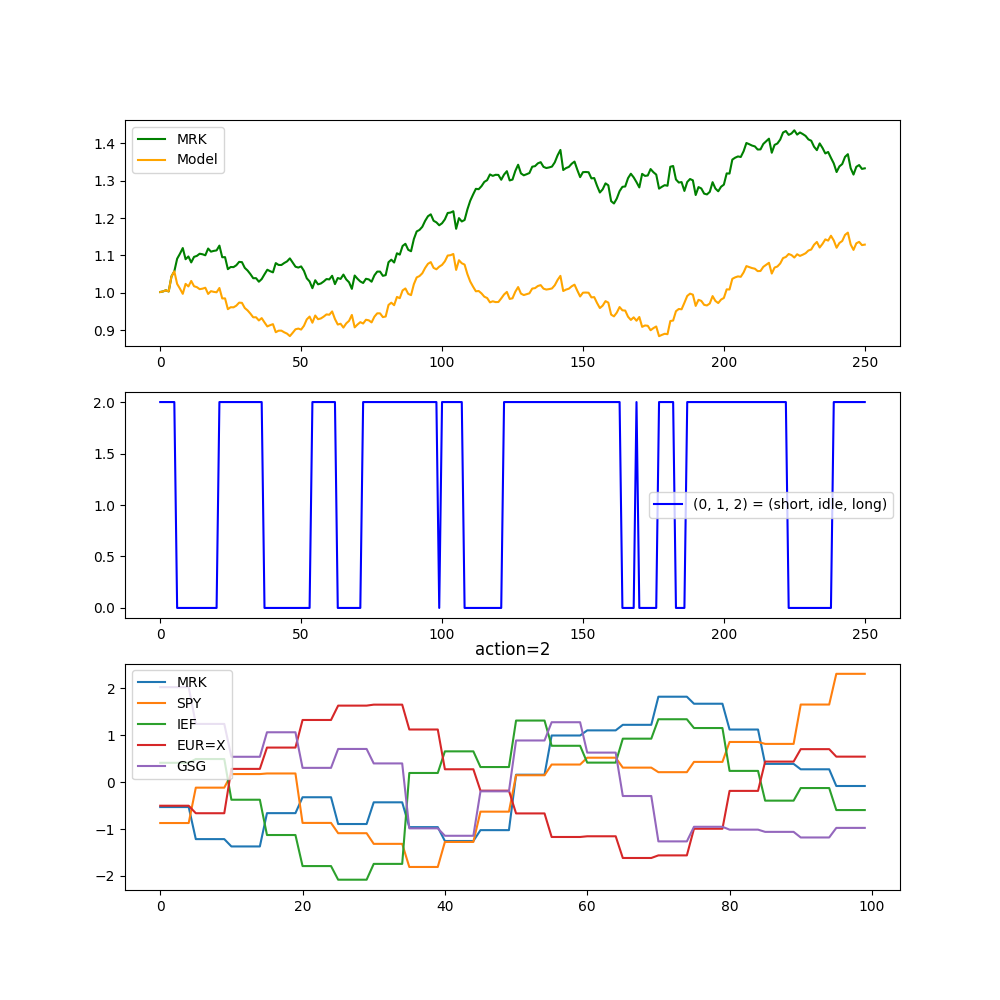 1.4
1.3
1.2
1.1
1.0
0.9
MRK
Model
0 50 100 150 200 250
2.0
1.5
1.0
0.5
0.0
(0, 1, 2) = (short, idle, long)
0 50 100 150 200 250
action=2
2
1
0
−1
−2
MRK
SPY
IEF
EUR=X
GSG
0 20 40 60 80 100